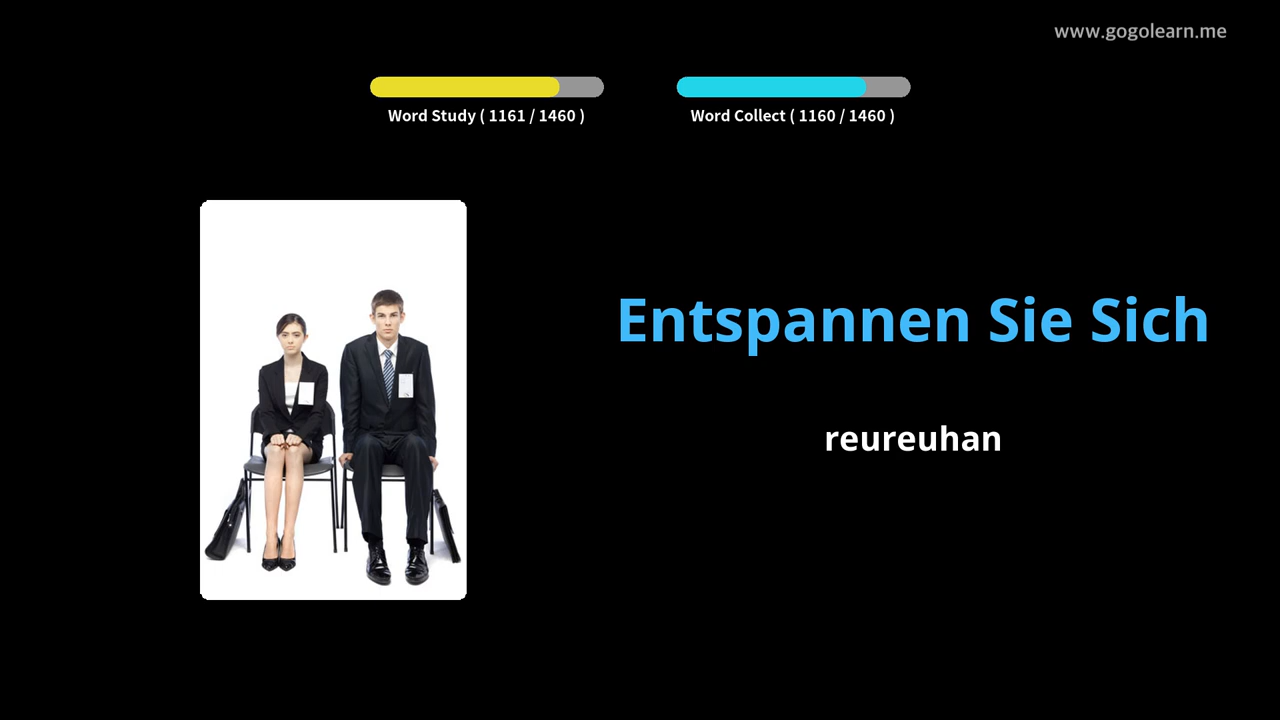 www.gogolearn.me
Word Study ( 1161 / 1460 )
Word Collect ( 1160 / 1460 )
Entspannen Sie Sich
reureuhan